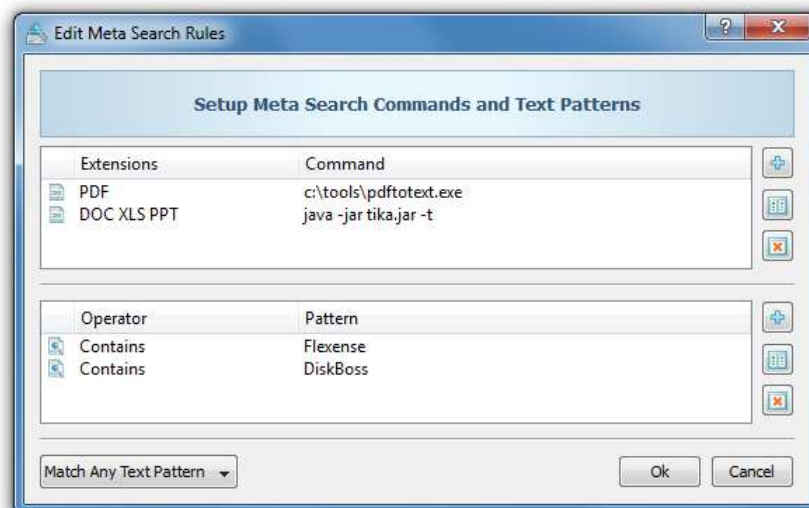 Edit Meta Search Rules
Setup Meta Search Commands and Text Patterns
Extensions Command
PDF c:\tools\pdftotext.exe
DOC XLS PPT java -jar tika.jar -t
Operator Pattern
Contains Flexense
Contains DiskBoss
Match Any Text Pattern Ok Cancel